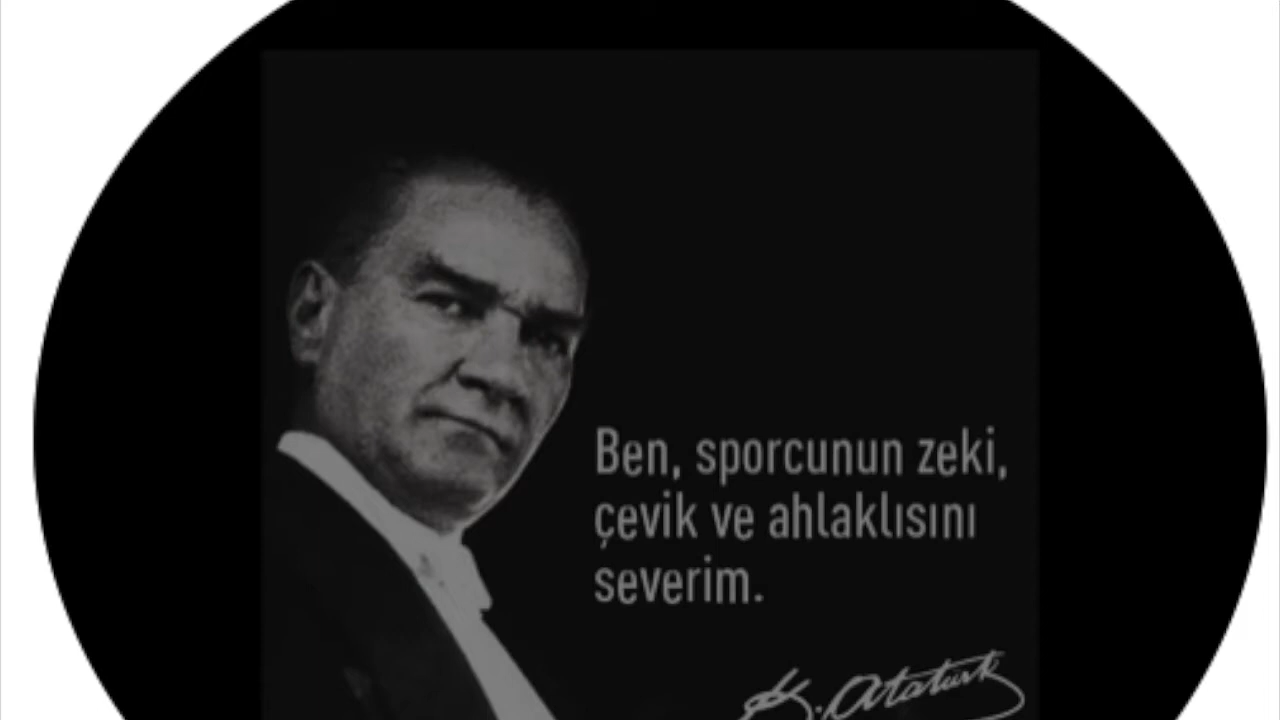 Ben, sporcunun zeki,
çevik ve ahlaklısını
severim.
K. Atatürk